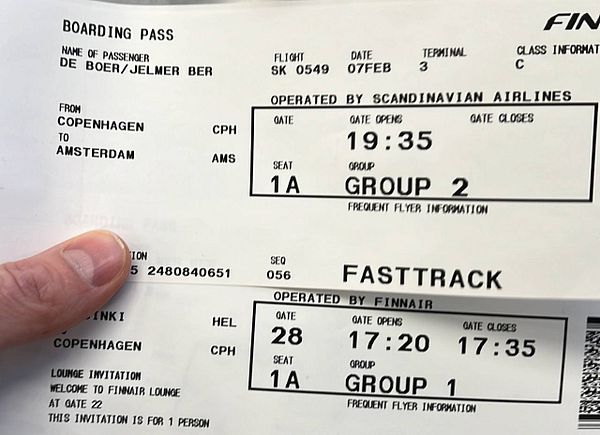 BOARDING PASS
FIN
NAME OF PASSENGER FLIGHT DATE TERMINAL CLASS INFORMAT
DE BOER/JELMER BER SK 0549 07FEB 3 C
OPERATED BY SCANDINAVIAN AIRLINES
FROM GATE GATE OPENS GATE CLOSES
COPENHAGEN CPH 19:35
TO
AMSTERDAM AMS
SEAT GROUP
1A GROUP 2
FREQUENT FLYER INFORMATION
ION SEQ
5 2480840651 056 FASTTRACK
OPERATED BY FINNAIR
INKI HEL GATE GATE OPENS GATE CLOSES
28 17:20 17:35
COPENHAGEN CPH
SEAT GROUP
1A GROUP 1
FREQUENT FLYER INFORMATION
LOUNGE INVITATION
WELCOME TO FINNAIR LOUNGE
AT GATE 22
THIS INVITATION IS FOR 1 PERSON